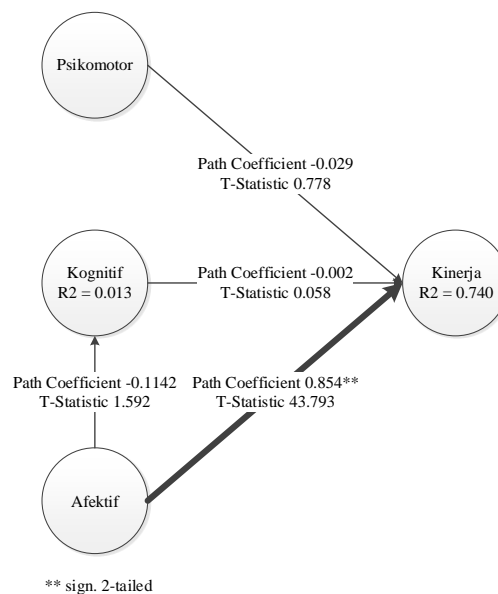 Psikomotor
Path Coefficient -0.029
T-Statistic 0.778
Kognitif
R2 = 0.013
Path Coefficient -0.002
T-Statistic 0.058
Kinerja
R2 = 0.740
Path Coefficient -0.1142
T-Statistic 1.592
Path Coefficient 0.854**
T-Statistic 43.793
Afektif
** sign. 2-tailed